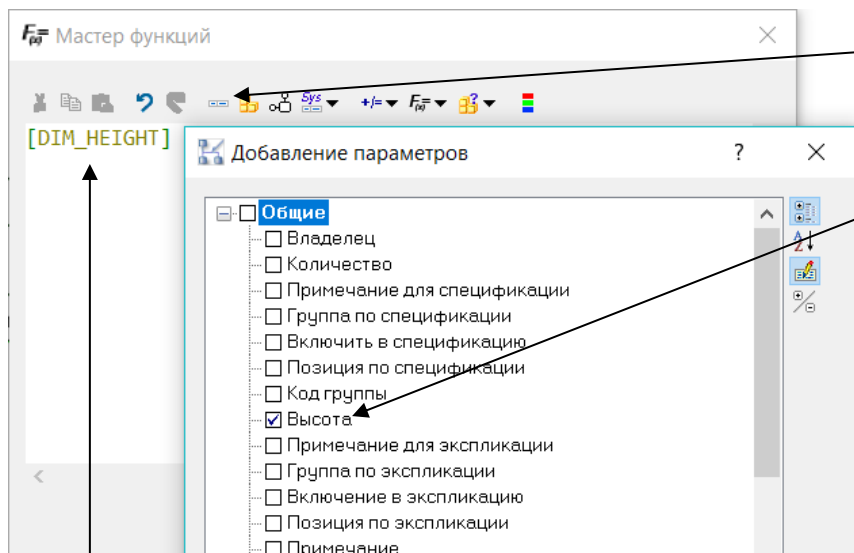 F(x)= Мастер функций
Sys +/= F(x)=
[DIM_HEIGHT]
Добавление параметров ?
Общие
Владелец
Количество
Примечание для спецификации
Группа по спецификации
Включить в спецификацию
Позиция по спецификации
Код группы
Высота
Примечание для экспликации
Группа по экспликации
Включение в экспликацию
Позиция по экспликации
Примечание